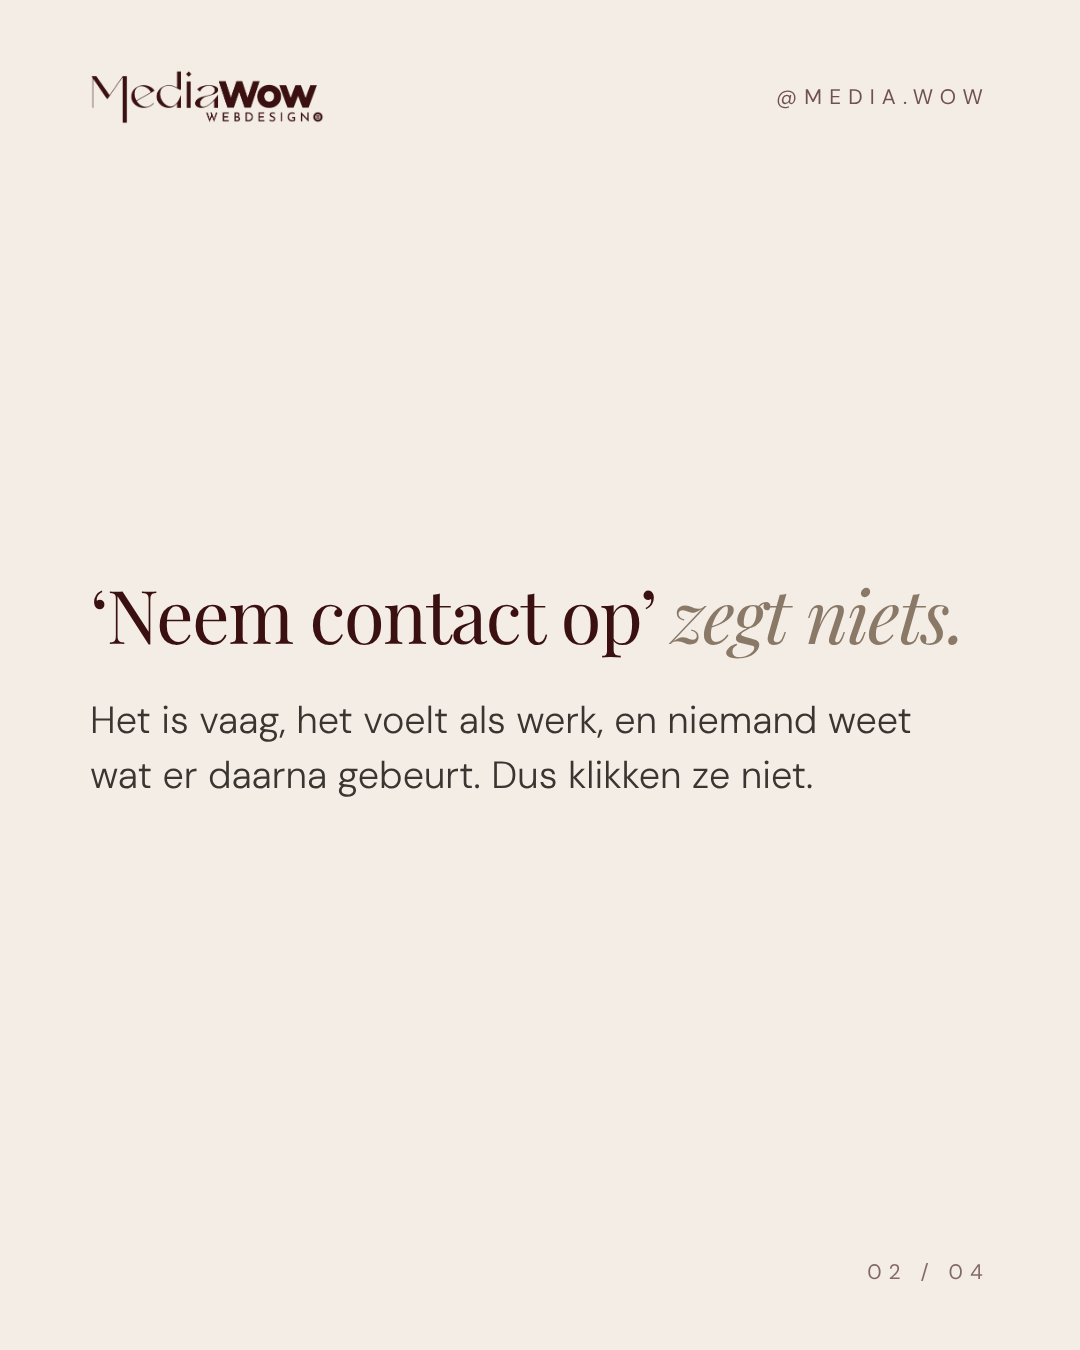 MediaWow
WEBDESIGN
@MEDIA.WOW
‘Neem contact op’ zegt niets.
Het is vaag, het voelt als werk, en niemand weet
wat er daarna gebeurt. Dus klikken ze niet.
02 / 04